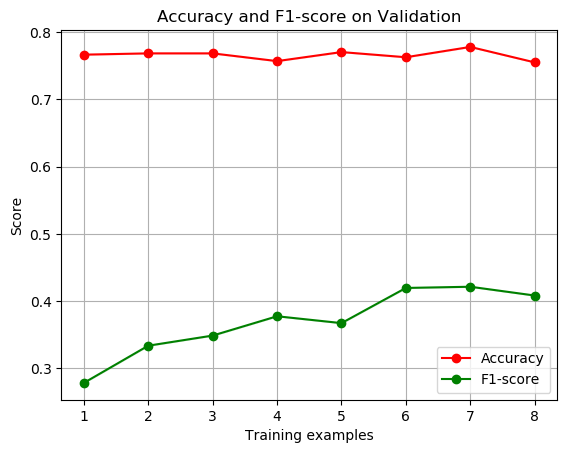 Accuracy and F1-score on Validation
0.8
0.7
0.6
0.5
0.4
0.3
Score
1 2 3 4 5 6 7 8
Training examples
Accuracy
F1-score